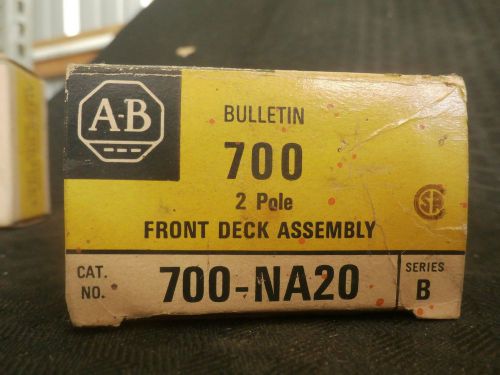 A-B
BULLETIN
700
2 Pole
FRONT DECK ASSEMBLY
CAT. NO.
700-NA20
SERIES B